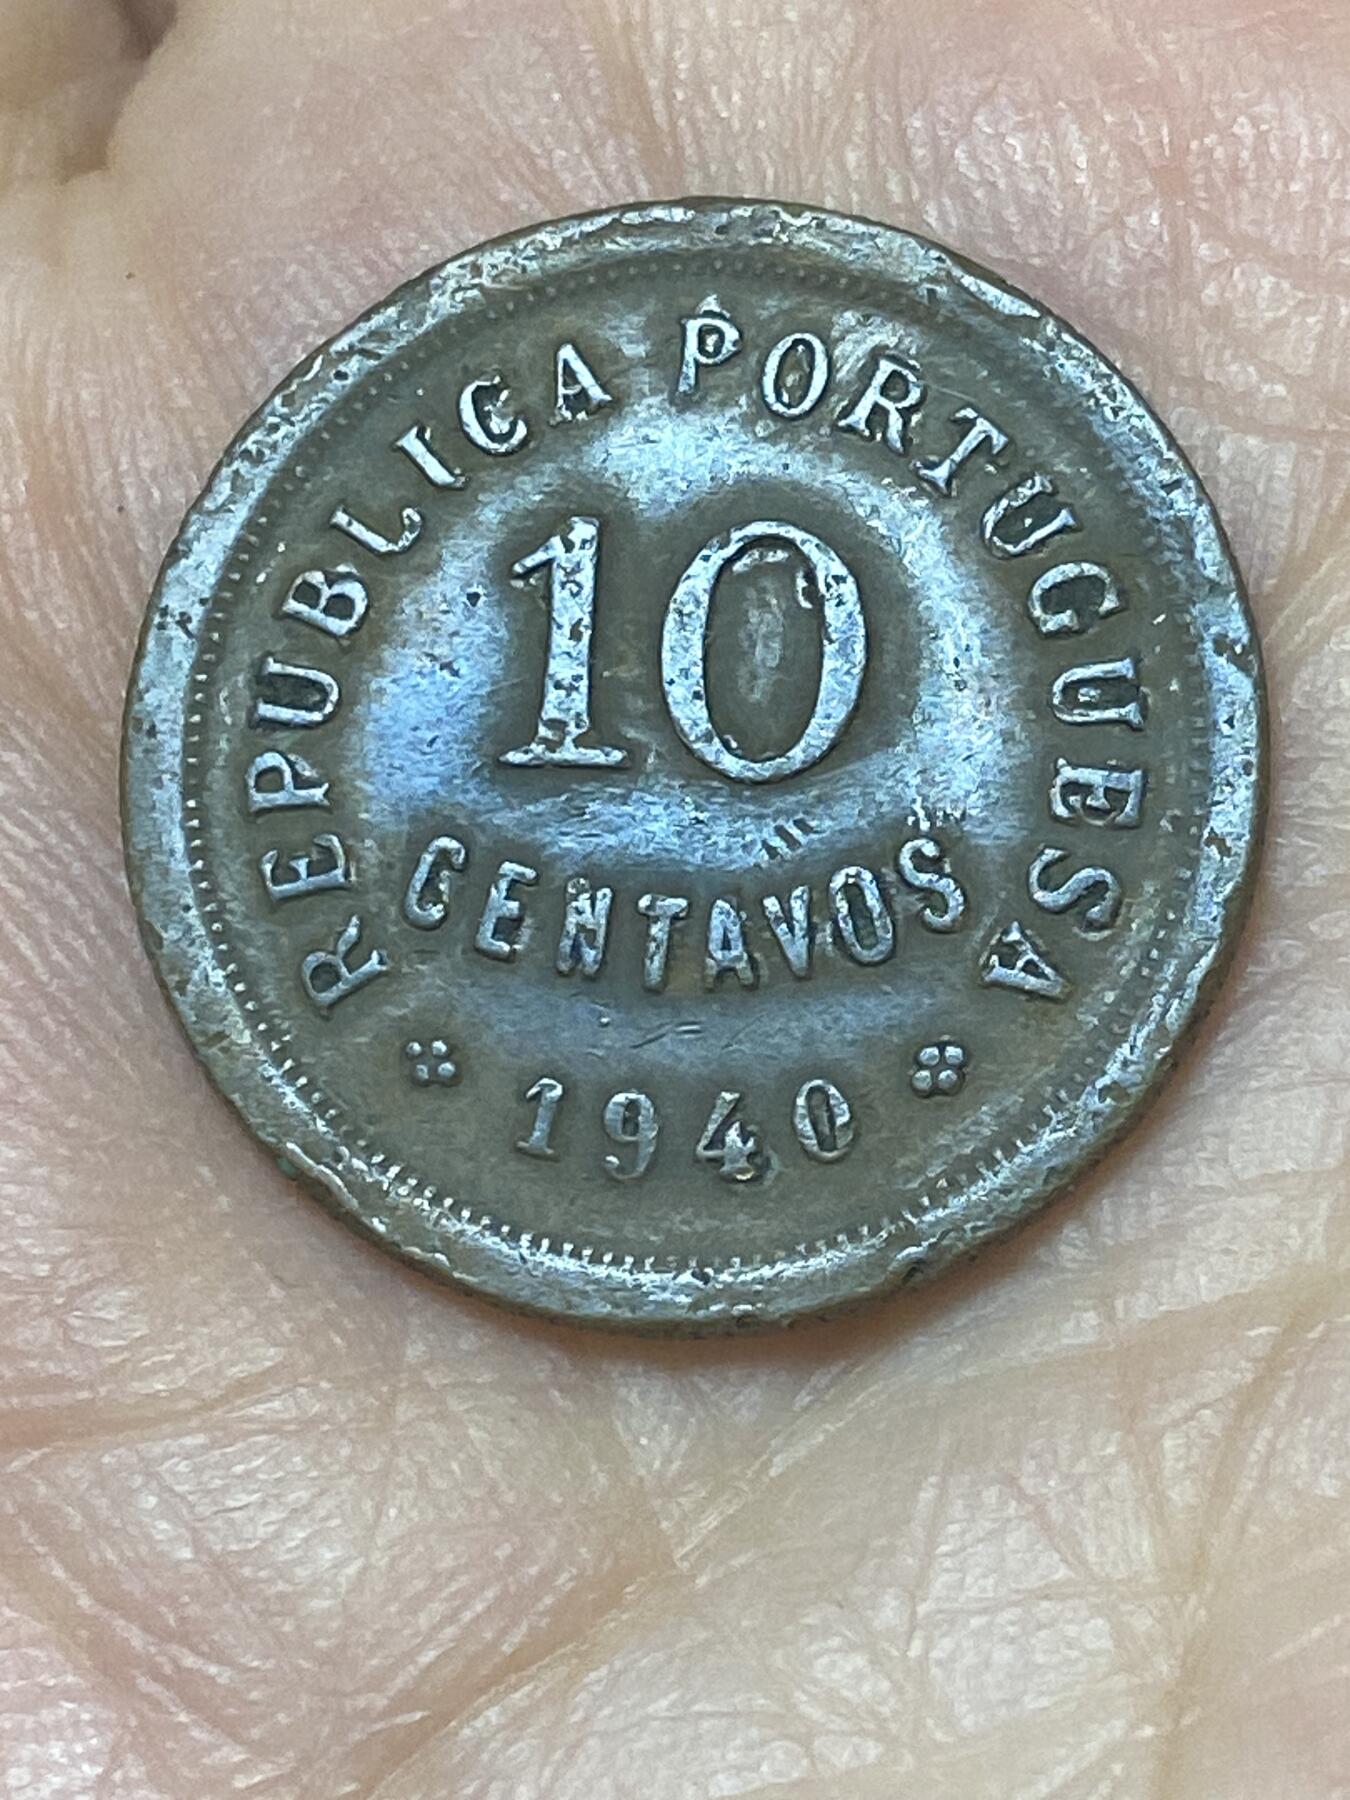 REPUBLICA PORTUGUESA
10
CENTAVOS
1940